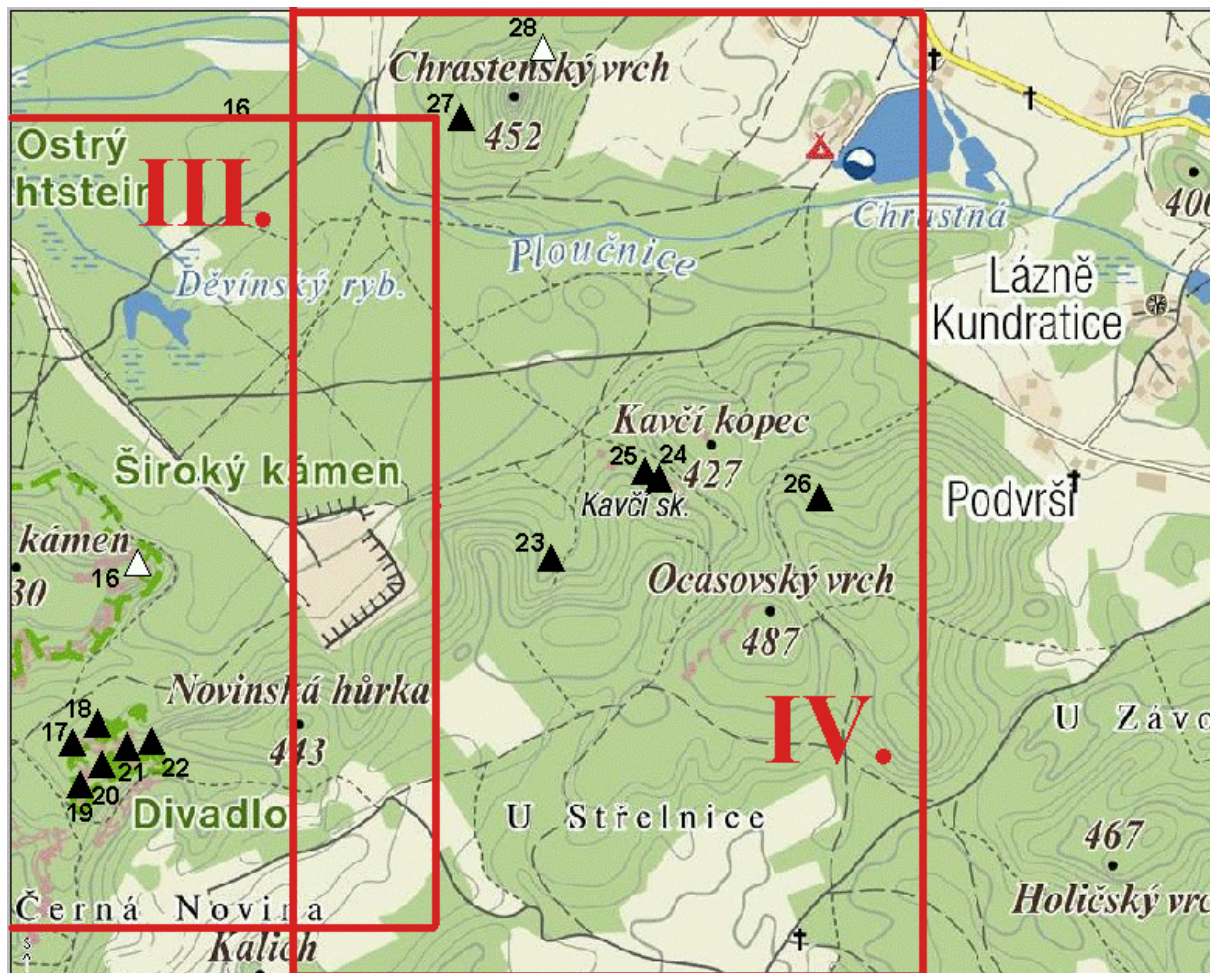 28
Chrastenský vrch
27
452
16
Ostrý
htstein
III.
406
Chrastná
Ploučnice
Děvínský ryb.
Lázně
Kundratice
Kavčí kopec
427
25
24
Kavčí sk.
26
Široký kámen
Podvrší
kámen
16
30
23
Ocasovský vrch
487
Novinská hůrka
443
IV.
U Závo
18
17
22
21
20
19
Divadlo
U Střelnice
467
Holičský vrc
Černá Novina
Kalich
S